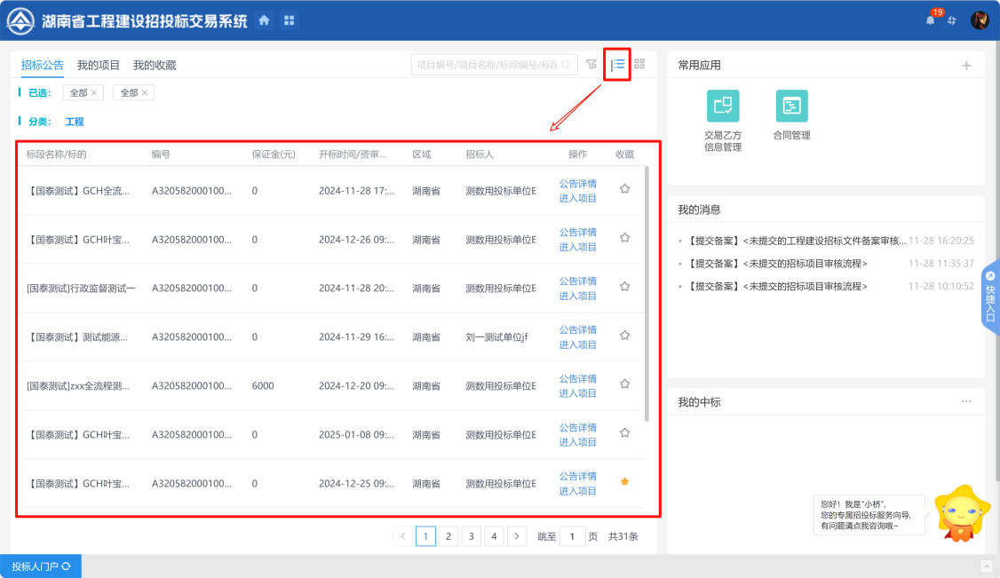 湖南省工程建设招投标交易系统
19
招标公告 我的项目 我的收藏
项目编号/项目名称/标段编号/标段
已选： 全部 × 全部 ×
分类： 工程
标段名称/标的 编号 保证金(元) 开标时间/资审... 区域 招标人 操作 收藏
【国泰测试】GCH全流... A320582000100... 0 2024-11-28 17:... 湖南省 测数用投标单位E 公告详情
进入项目
【国泰测试】GCH叶宝... A320582000100... 0 2024-12-26 09:... 湖南省 测数用投标单位E 公告详情
进入项目
[国泰测试]行政监督测试一 A320582000100... 0 2024-11-28 20:... 湖南省 测数用投标单位E 公告详情
进入项目
【国泰测试】测试能源... A320582000100... 0 2024-11-29 16:... 湖南省 刘一测试单位jf 公告详情
进入项目
[国泰测试]zxx全流程测... A320582000100... 6000 2024-12-20 09:... 湖南省 测数用投标单位E 公告详情
进入项目
【国泰测试】GCH叶宝... A320582000100... 0 2025-01-08 09:... 湖南省 测数用投标单位E 公告详情
进入项目
【国泰测试】GCH叶宝... A320582000100... 0 2024-12-25 09:... 湖南省 测数用投标单位E 公告详情
进入项目
< 1 2 3 4 > 跳至 1 页 共31条
常用应用
交易乙方
信息管理
合同管理
我的消息
【提交备案】<未提交的工程建设招标文件备案审核... 11-28 16:20:25
【提交备案】<未提交的招标项目审核流程> 11-28 11:35:37
【提交备案】<未提交的招标项目审核流程> 11-28 10:10:52
快捷入口
我的中标
您好！我是"小桥",
您的专属招投标服务向导,
有问题请点我咨询哦~
投标人门户